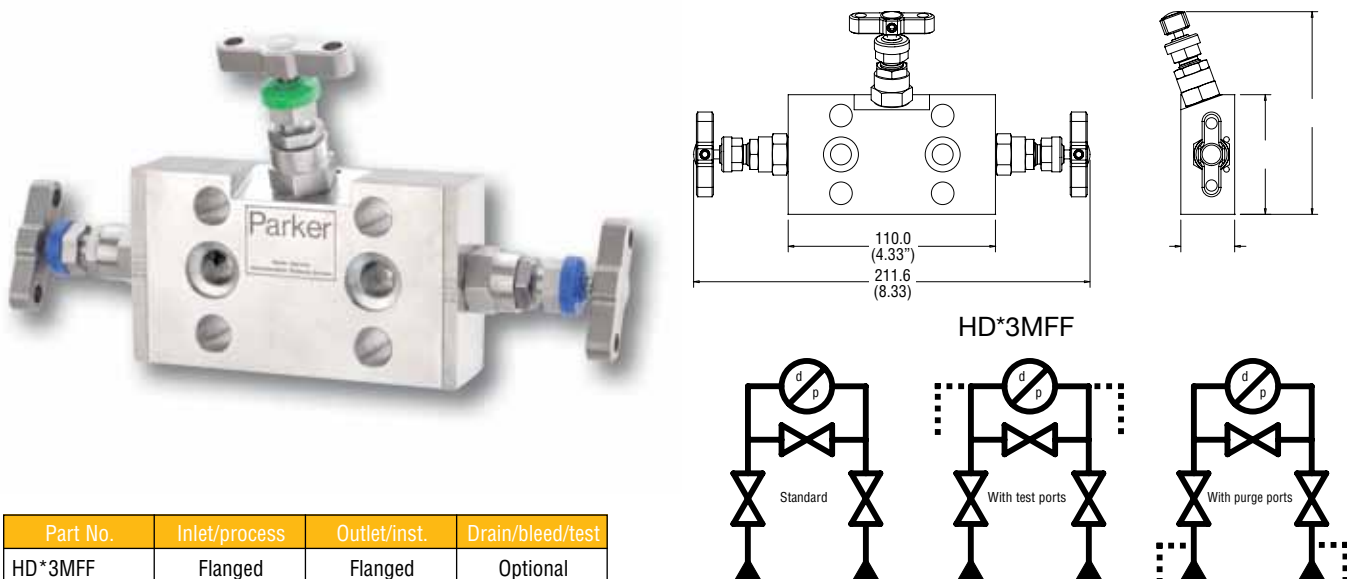 Parker
110.0
(4.33")
211.6
(8.33)
HD*3MFF
d
p
Standard
d
p
With test ports
d
p
With purge ports
Part No. Inlet/process Outlet/inst. Drain/bleed/test
HD*3MFF Flanged Flanged Optional